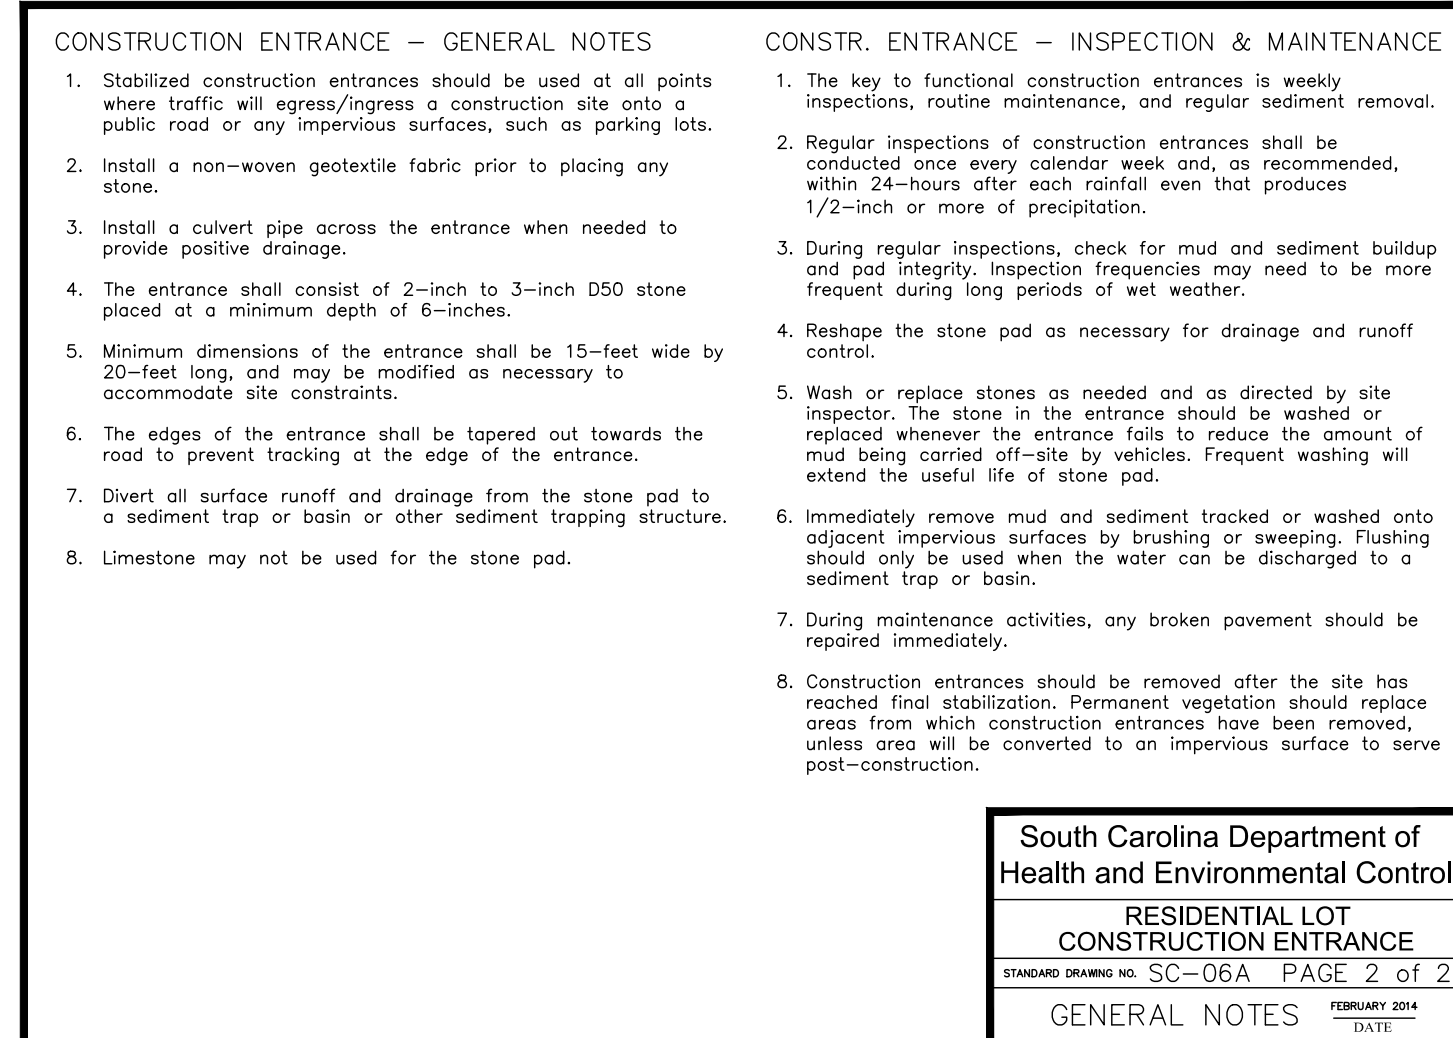 CONSTRUCTION ENTRANCE – GENERAL NOTES
1. Stabilized construction entrances should be used at all points
where traffic will egress/ingress a construction site onto a
public road or any impervious surfaces, such as parking lots.
2. Install a non–woven geotextile fabric prior to placing any
stone.
3. Install a culvert pipe across the entrance when needed to
provide positive drainage.
4. The entrance shall consist of 2–inch to 3–inch D50 stone
placed at a minimum depth of 6–inches.
5. Minimum dimensions of the entrance shall be 15–feet wide by
20–feet long, and may be modified as necessary to
accommodate site constraints.
6. The edges of the entrance shall be tapered out towards the
road to prevent tracking at the edge of the entrance.
7. Divert all surface runoff and drainage from the stone pad to
a sediment trap or basin or other sediment trapping structure.
8. Limestone may not be used for the stone pad.
CONSTR. ENTRANCE – INSPECTION & MAINTENANCE
1. The key to functional construction entrances is weekly
inspections, routine maintenance, and regular sediment removal.
2. Regular inspections of construction entrances shall be
conducted once every calendar week and, as recommended,
within 24–hours after each rainfall even that produces
1/2–inch or more of precipitation.
3. During regular inspections, check for mud and sediment buildup
and pad integrity. Inspection frequencies may need to be more
frequent during long periods of wet weather.
4. Reshape the stone pad as necessary for drainage and runoff
control.
5. Wash or replace stones as needed and as directed by site
inspector. The stone in the entrance should be washed or
replaced whenever the entrance fails to reduce the amount of
mud being carried off–site by vehicles. Frequent washing will
extend the useful life of stone pad.
6. Immediately remove mud and sediment tracked or washed onto
adjacent impervious surfaces by brushing or sweeping. Flushing
should only be used when the water can be discharged to a
sediment trap or basin.
7. During maintenance activities, any broken pavement should be
repaired immediately.
8. Construction entrances should be removed after the site has
reached final stabilization. Permanent vegetation should replace
areas from which construction entrances have been removed,
unless area will be converted to an impervious surface to serve
post–construction.
South Carolina Department of
Health and Environmental Control
RESIDENTIAL LOT
CONSTRUCTION ENTRANCE
STANDARD DRAWING NO. SC–06A PAGE 2 of 2
GENERAL NOTES FEBRUARY 2014
DATE